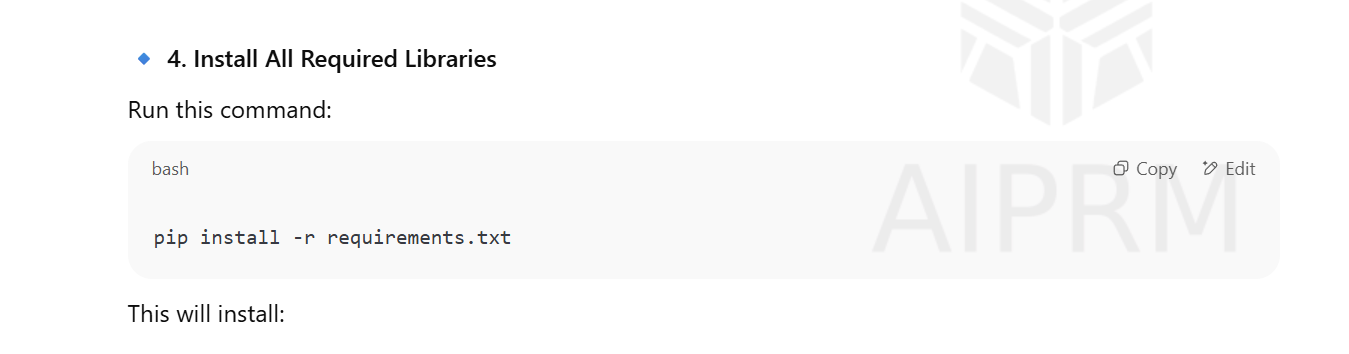 🔹 4. Install All Required Libraries
Run this command:
bash
Copy
Edit
pip install -r requirements.txt
This will install:
AIPRM